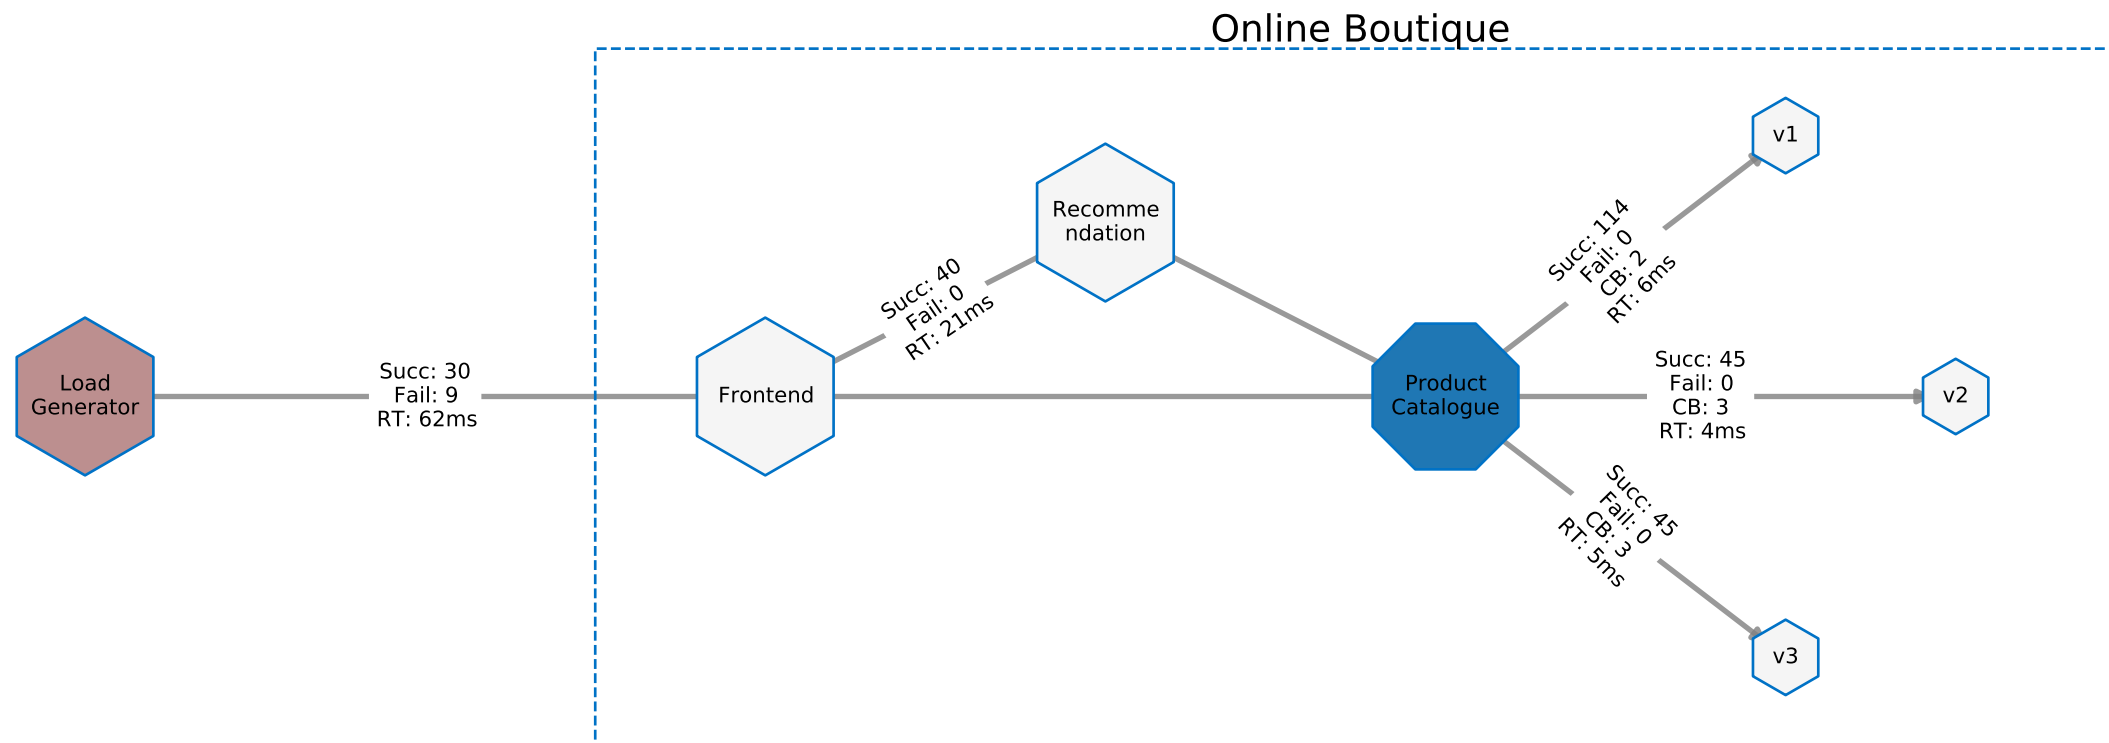 Online Boutique
Load
Generator
Succ: 30
Fail: 9
RT: 62ms
Frontend
Succ: 40
Fail: 0
RT: 21ms
Recomme
ndation
Product
Catalogue
Succ: 114
Fail: 0
CB: 2
RT: 6ms
v1
Succ: 45
Fail: 0
CB: 3
RT: 4ms
v2
Succ: 45
Fail: 0
CB: 3
RT: 5ms
v3